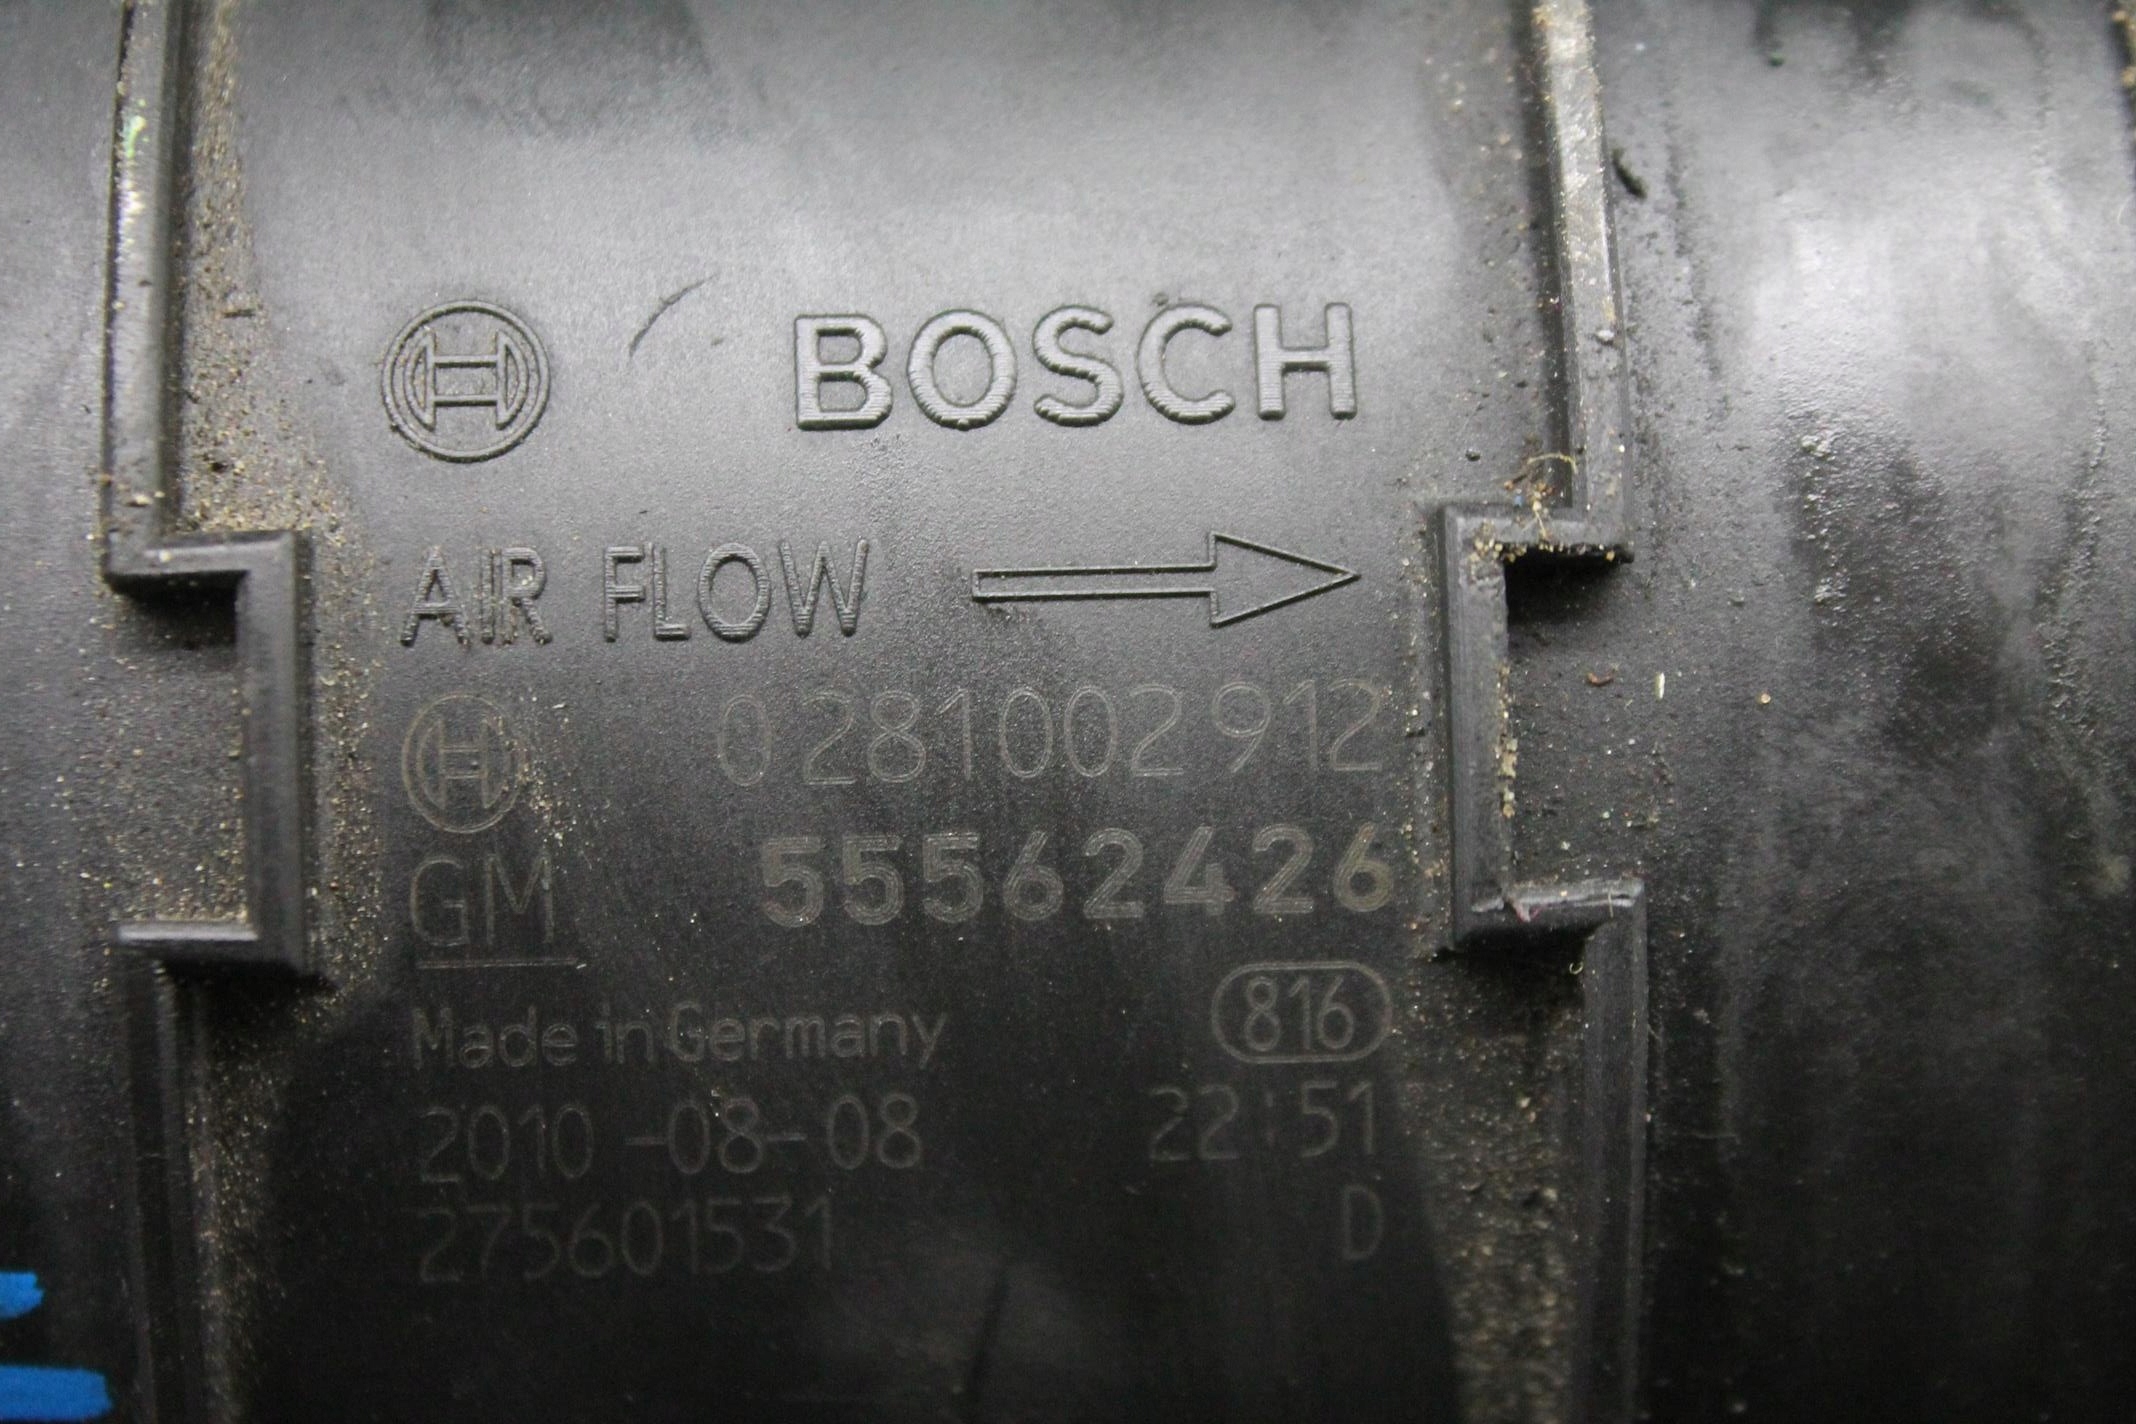 BOSCH
AIR FLOW
0 281 002 912
GM 55562426
Made in Germany 816
2010-08-08 22:51
275601531 D